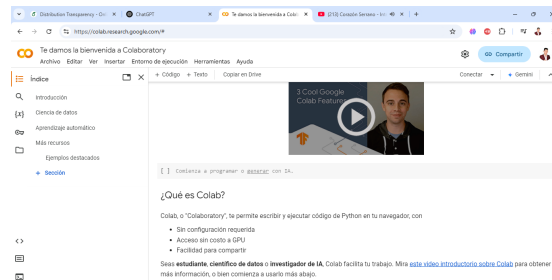 Distribution Transparency - Dist
ChatGPT
Te damos la bienvenida a Colab
(212) Corazón Serrano - Mix
https://colab.research.google.com/#
CO Te damos la bienvenida a Colaboratory
Archivo Editar Ver Insertar Entorno de ejecución Herramientas Ayuda
Compartir
Índice
+ Código + Texto Copiar en Drive
Conectar
Gemini
Introducción
Ciencia de datos
Aprendizaje automático
Más recursos
Ejemplos destacados
+ Sección
3 Cool Google
Colab Features
[ ] Comienza a programar o generar con IA.
¿Qué es Colab?
Colab, o "Colaboratory", te permite escribir y ejecutar código de Python en tu navegador, con
• Sin configuración requerida
• Acceso sin costo a GPU
• Facilidad para compartir
Seas estudiante, científico de datos o investigador de IA, Colab facilita tu trabajo. Mira este video introductorio sobre Colab para obtener
más información, o bien comienza a usarlo más abajo.